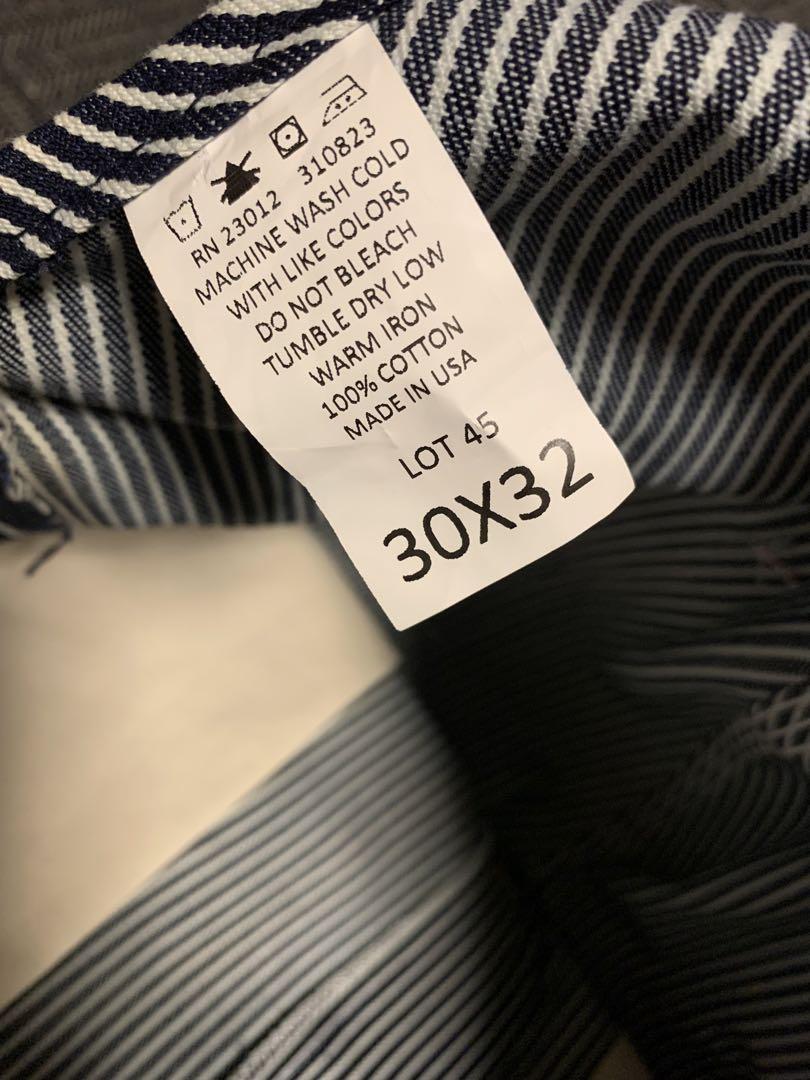 RN 23012 310823
MACHINE WASH COLD
WITH LIKE COLORS
DO NOT BLEACH
TUMBLE DRY LOW
WARM IRON
100% COTTON
MADE IN USA
LOT 45
30X32